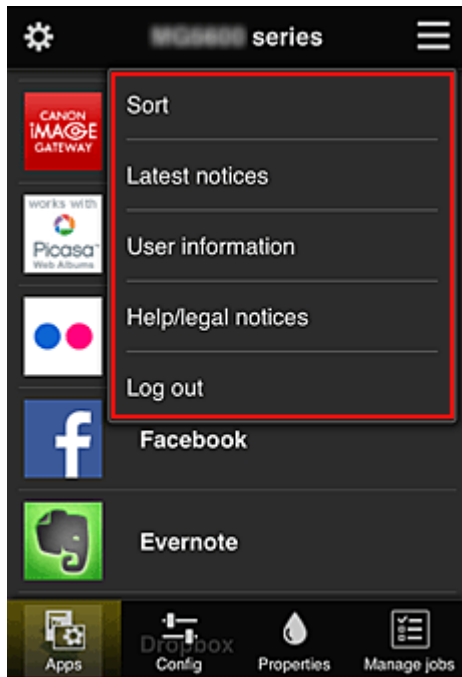 series
CANON
iMAGE
GATEWAY
Sort
Latest notices
works with
Picasa™
Web Albums
User information
Help/legal notices
Log out
Facebook
Evernote
Dropbox
Apps
Config
Properties
Manage jobs